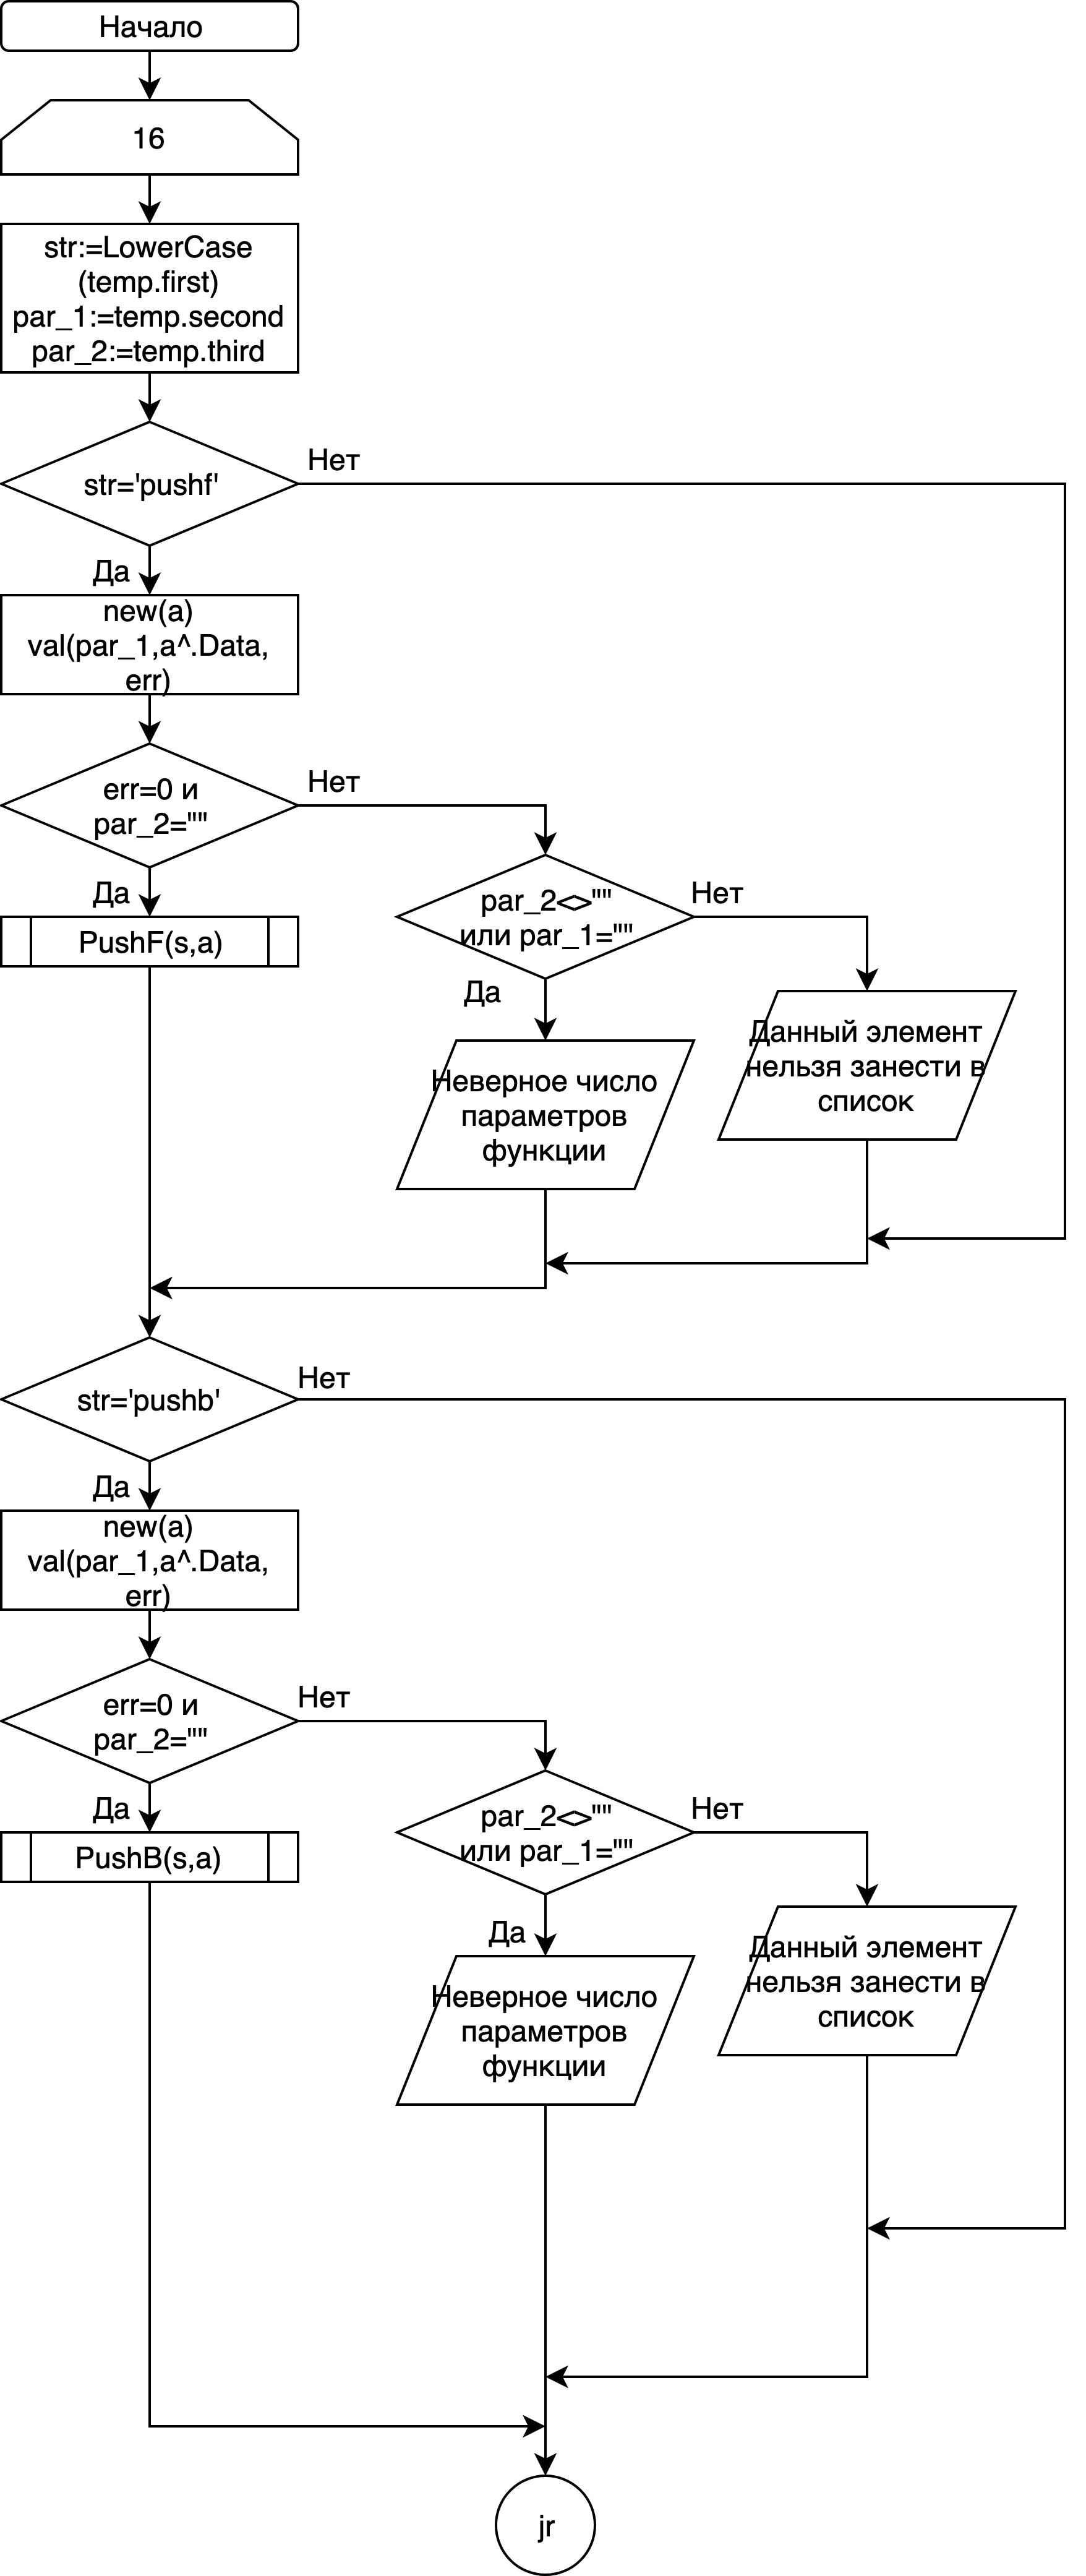 Начало
16
str:=LowerCase
(temp.first)
par_1:=temp.second
par_2:=temp.third
str='pushf'
Нет
Да
new(a)
val(par_1,a^.Data,
err)
err=0 и
par_2=""
Нет
Да
PushF(s,a)
par_2<>""
или par_1=""
Нет
Да
Неверное число
параметров
функции
Данный элемент
нельзя занести в
список
str='pushb'
Нет
Да
new(a)
val(par_1,a^.Data,
err)
err=0 и
par_2=""
Нет
Да
PushB(s,a)
par_2<>""
или par_1=""
Нет
Да
Неверное число
параметров
функции
Данный элемент
нельзя занести в
список
jr